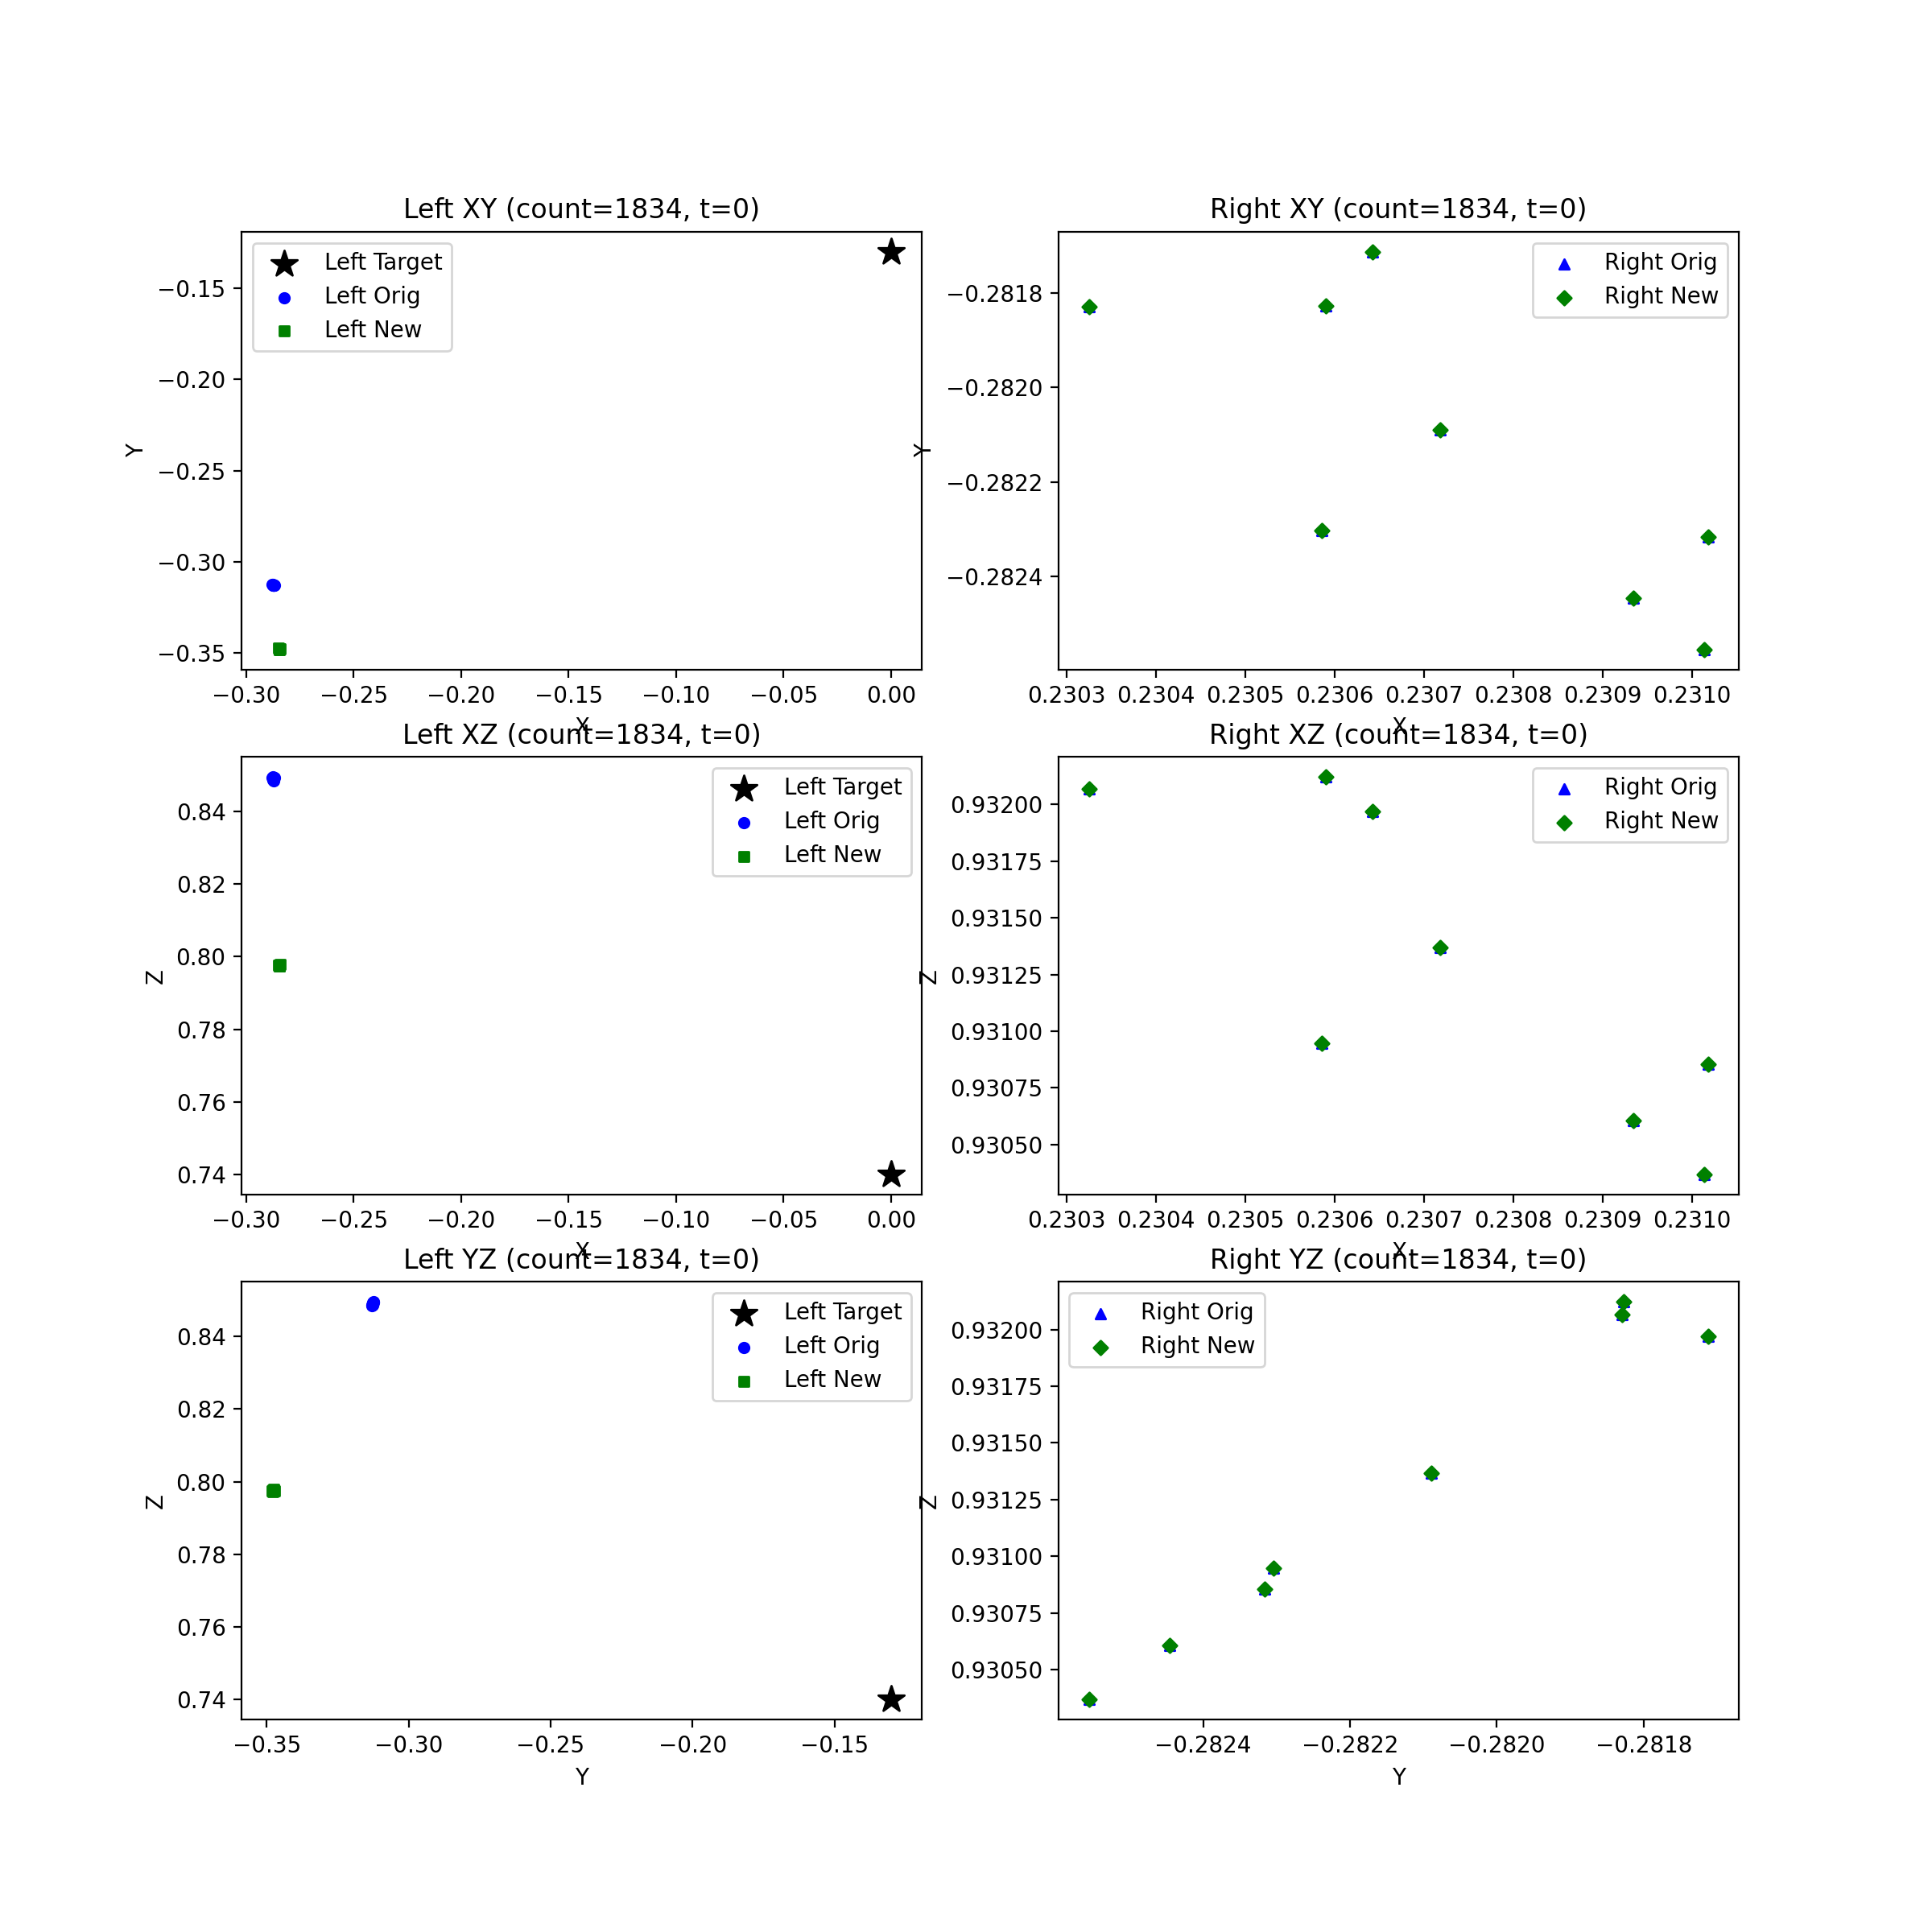 Left XY (count=1834, t=0)
Left Target
Left Orig
Left New
−0.15
−0.20
−0.25
−0.30
−0.35
Y
−0.30 −0.25 −0.20 −0.15 −0.10 −0.05 0.00
X
Right XY (count=1834, t=0)
Right Orig
Right New
−0.2818
−0.2820
−0.2822
−0.2824
Y
0.2303 0.2304 0.2305 0.2306 0.2307 0.2308 0.2309 0.2310
X
Left XZ (count=1834, t=0)
Left Target
Left Orig
Left New
0.84
0.82
0.80
0.78
0.76
0.74
Z
−0.30 −0.25 −0.20 −0.15 −0.10 −0.05 0.00
X
Right XZ (count=1834, t=0)
Right Orig
Right New
0.93200
0.93175
0.93150
0.93125
0.93100
0.93075
0.93050
Z
0.2303 0.2304 0.2305 0.2306 0.2307 0.2308 0.2309 0.2310
X
Left YZ (count=1834, t=0)
Left Target
Left Orig
Left New
0.84
0.82
0.80
0.78
0.76
0.74
Z
−0.35 −0.30 −0.25 −0.20 −0.15
Y
Right YZ (count=1834, t=0)
Right Orig
Right New
0.93200
0.93175
0.93150
0.93125
0.93100
0.93075
0.93050
Z
−0.2824 −0.2822 −0.2820 −0.2818
Y